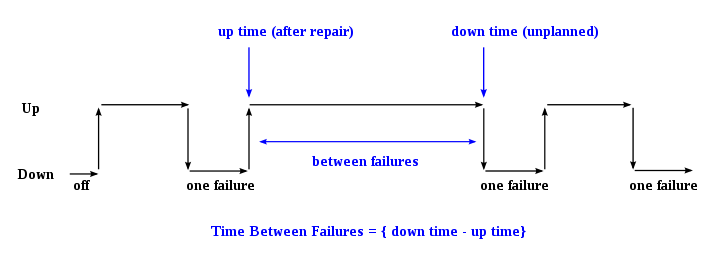 up time (after repair)
down time (unplanned)
Up
between failures
Down
off
one failure
one failure
one failure
Time Between Failures = { down time - up time}